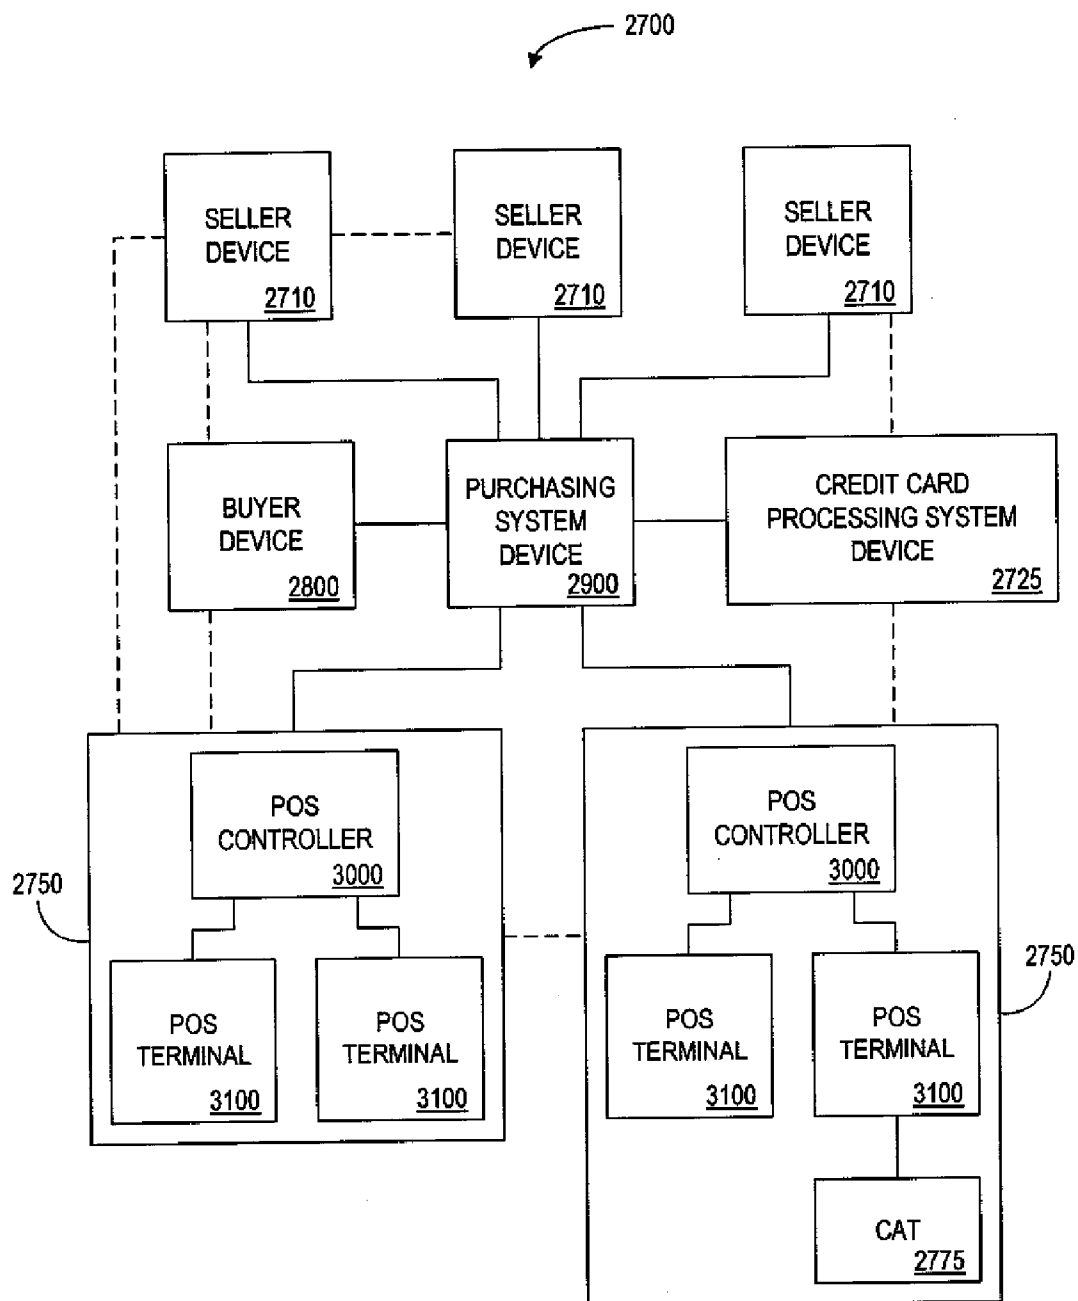 2700
SELLER
DEVICE
2710
SELLER
DEVICE
2710
SELLER
DEVICE
2710
BUYER
DEVICE
2800
PURCHASING
SYSTEM
DEVICE
2900
CREDIT CARD
PROCESSING SYSTEM
DEVICE
2725
2750
POS
CONTROLLER
3000
POS
TERMINAL
3100
POS
TERMINAL
3100
POS
CONTROLLER
3000
2750
POS
TERMINAL
3100
POS
TERMINAL
3100
CAT
2775